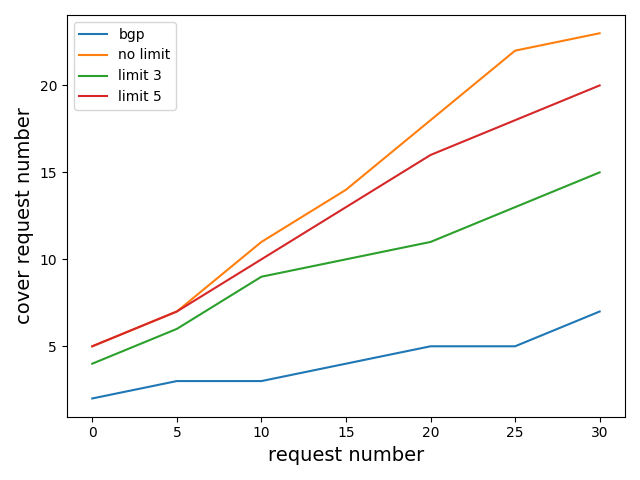 bgp
no limit
limit 3
limit 5
20
15
10
5
cover request number
0 5 10 15 20 25 30
request number